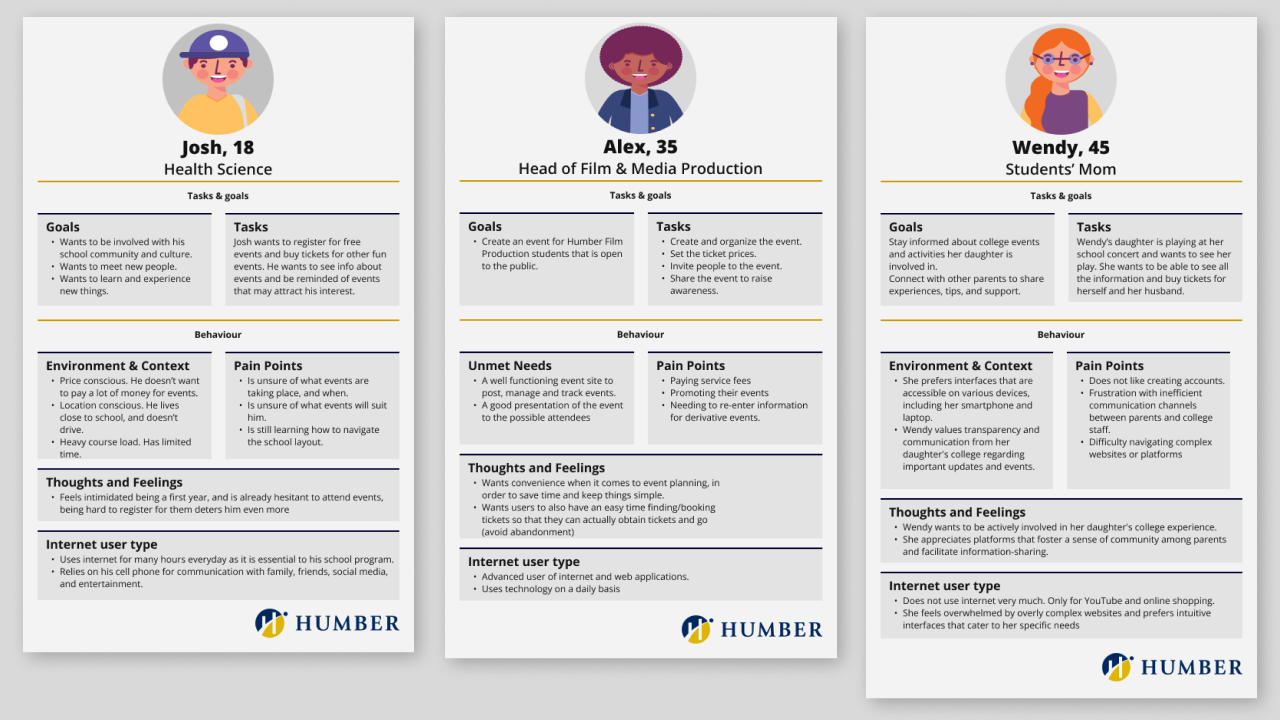 Josh, 18
Health Science
Tasks & goals
Goals
• Wants to be involved with his
school community and culture.
• Wants to meet new people.
• Wants to learn and experience
new things.
Tasks
Josh wants to register for free
events and buy tickets for other fun
events. He wants to see info about
events and be reminded of events
that may attract his interest.
Behaviour
Environment & Context
• Price conscious. He doesn't want
to pay a lot of money for events.
• Location conscious. He lives
close to school, and doesn't
drive.
• Heavy course load. Has limited
time.
Pain Points
• Is unsure of what events are
taking place, and when.
• Is unsure of what events will suit
him.
• Is still learning how to navigate
the school layout.
Thoughts and Feelings
• Feels intimidated being a first year, and is already hesitant to attend events,
being hard to register for them deters him even more
Internet user type
• Uses internet for many hours everyday as it is essential to his school program.
• Relies on his cell phone for communication with family, friends, social media,
and entertainment.
HUMBER
Alex, 35
Head of Film & Media Production
Tasks & goals
Goals
• Create an event for Humber Film
Production students that is open
to the public.
Tasks
• Create and organize the event.
• Set the ticket prices.
• Invite people to the event.
• Share the event to raise
awareness.
Behaviour
Unmet Needs
• A well functioning event site to
post, manage and track events.
• A good presentation of the event
to the possible attendees
Pain Points
• Paying service fees
• Promoting their events
• Needing to re-enter information
for derivative events.
Thoughts and Feelings
• Wants convenience when it comes to event planning, in
order to save time and keep things simple.
• Wants users to also have an easy time finding/booking
tickets so that they can actually obtain tickets and go
(avoid abandonment)
Internet user type
• Advanced user of internet and web applications.
• Uses technology on a daily basis
HUMBER
Wendy, 45
Students' Mom
Tasks & goals
Goals
Stay informed about college events
and activities her daughter is
involved in.
Connect with other parents to share
experiences, tips, and support.
Tasks
Wendy's daughter is playing at her
school concert and wants to see her
play. She wants to be able to see all
the information and buy tickets for
herself and her husband.
Behaviour
Environment & Context
• She prefers interfaces that are
accessible on various devices,
including her smartphone and
laptop.
• Wendy values transparency and
communication from her
daughter's college regarding
important updates and events.
Pain Points
• Does not like creating accounts.
• Frustration with inefficient
communication channels
between parents and college
staff.
• Difficulty navigating complex
websites or platforms
Thoughts and Feelings
• Wendy wants to be actively involved in her daughter's college experience.
• She appreciates platforms that foster a sense of community among parents
and facilitate information-sharing.
Internet user type
• Does not use internet very much. Only for YouTube and online shopping.
• She feels overwhelmed by overly complex websites and prefers intuitive
interfaces that cater to her specific needs
HUMBER